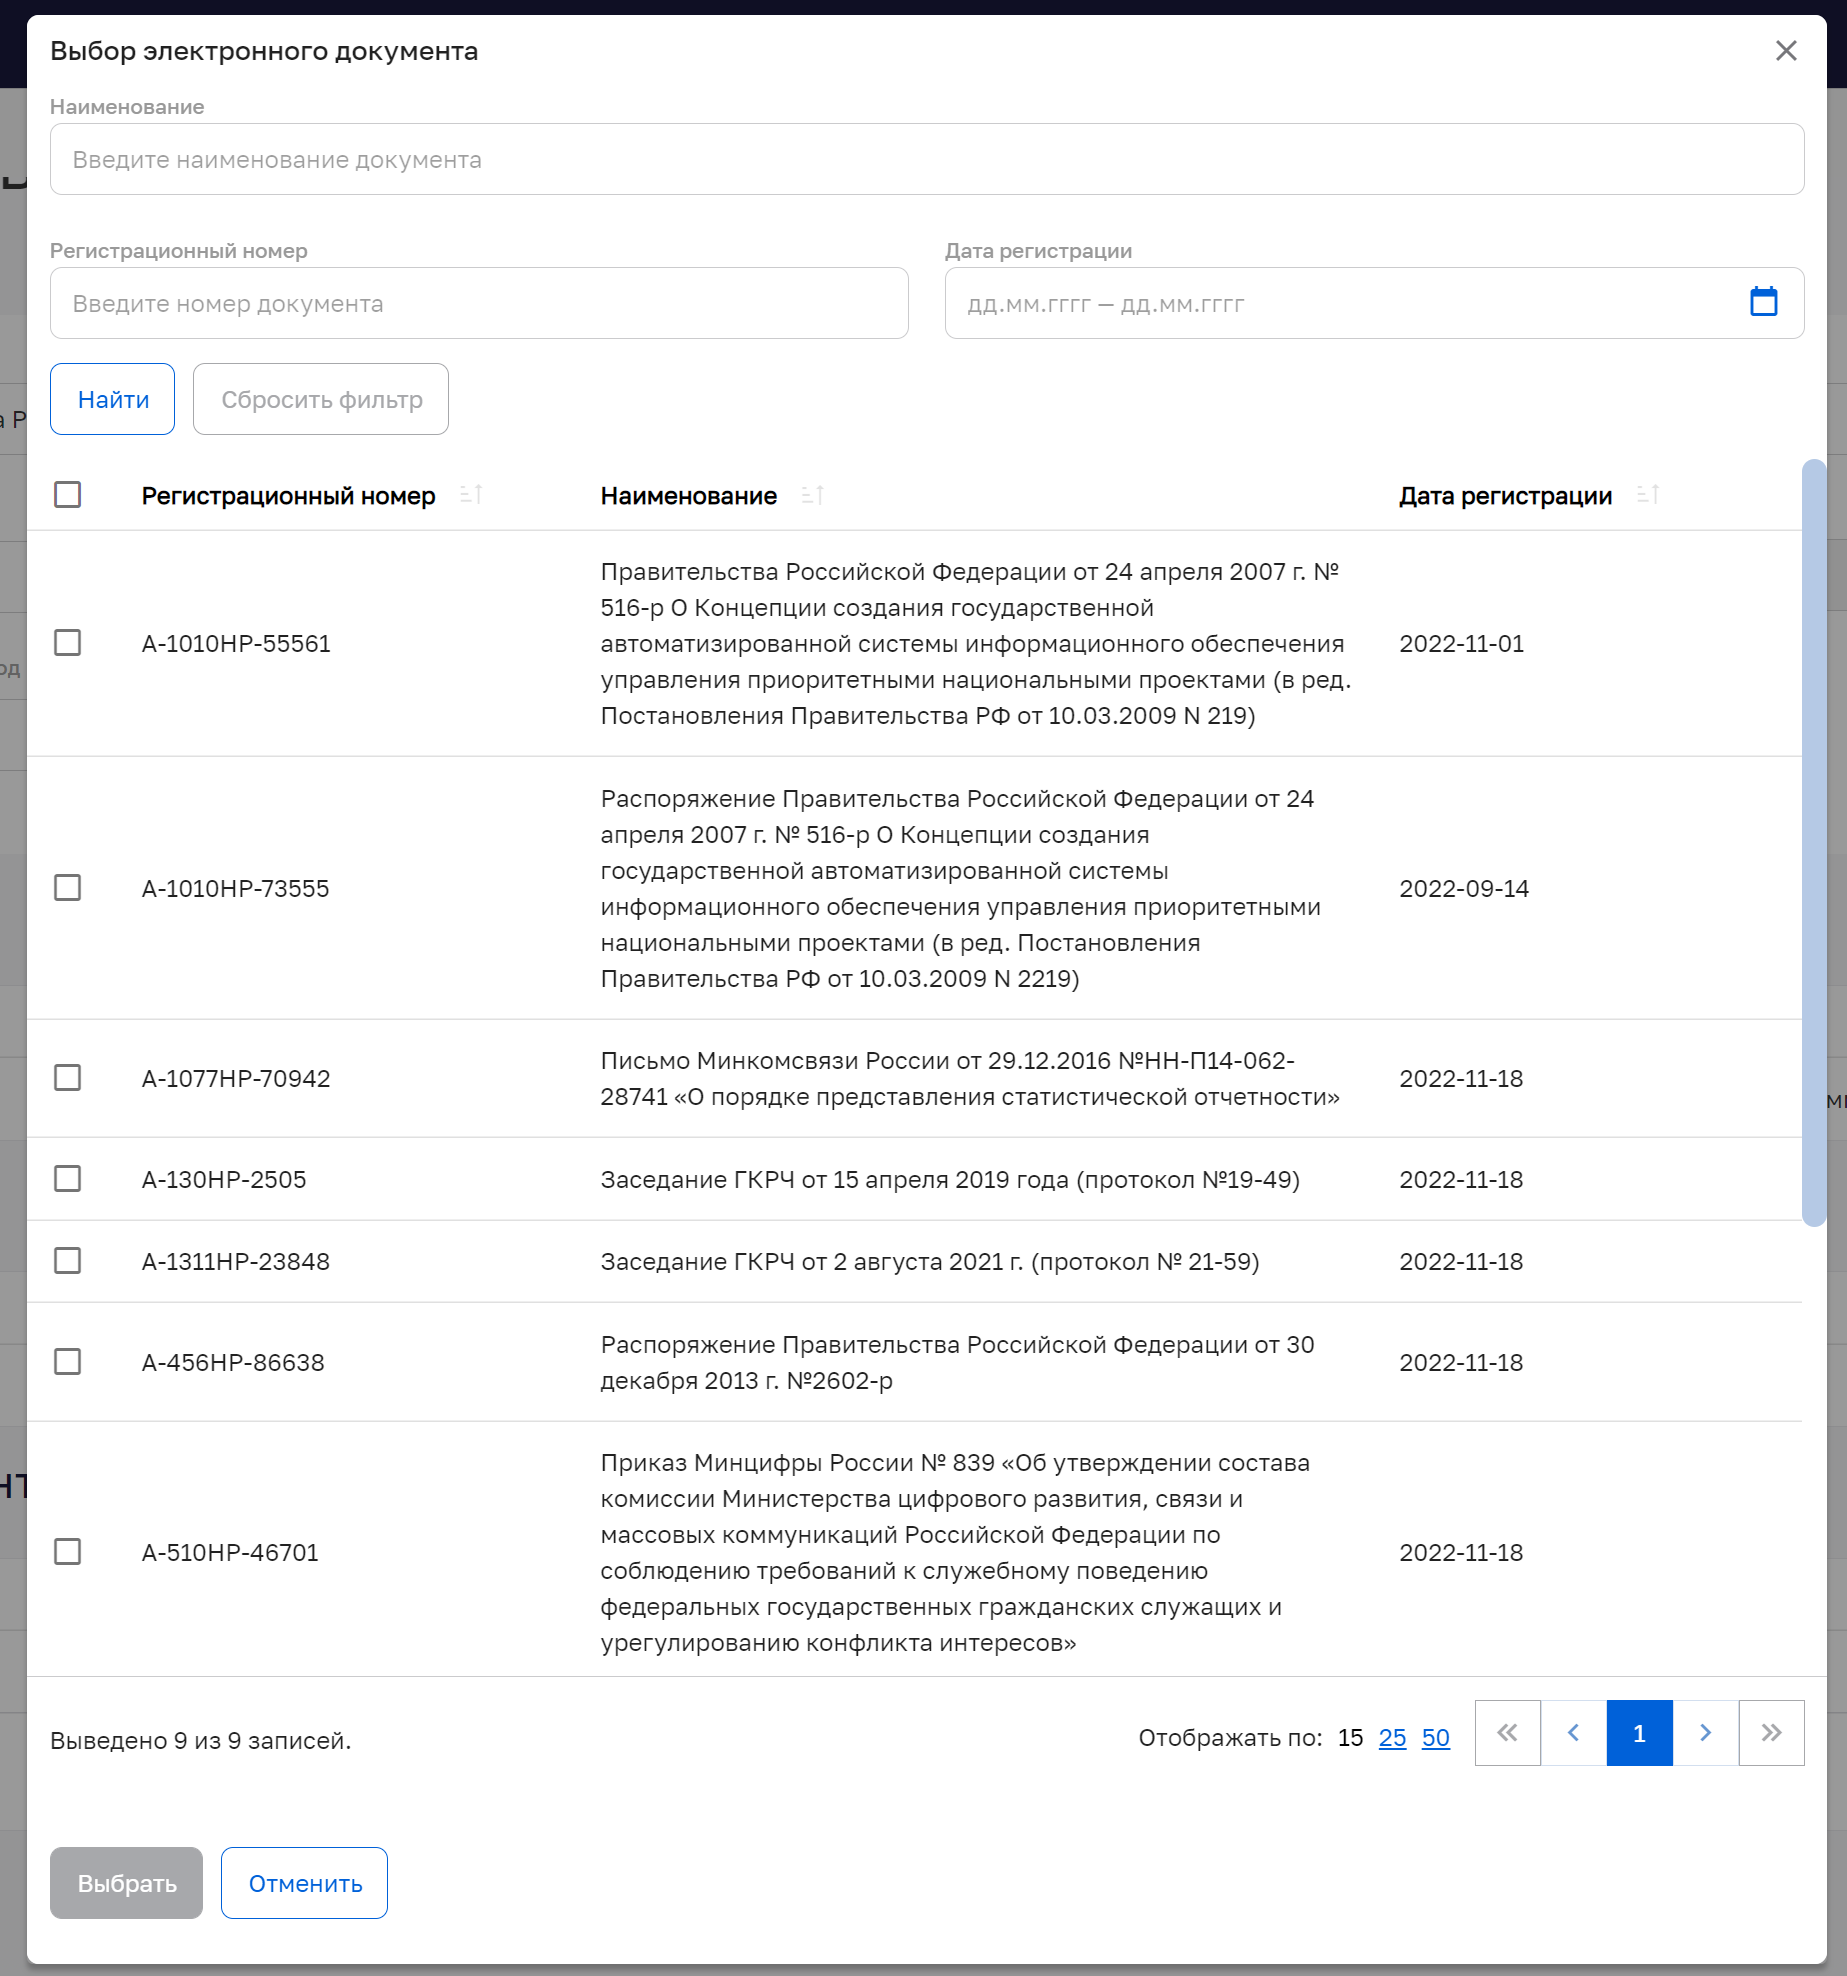 Выбор электронного документа
Наименование
Введите наименование документа
Регистрационный номер
Дата регистрации
Введите номер документа
дд.мм.гггг — дд.мм.гггг
Найти
Сбросить фильтр
Регистрационный номер
Наименование
Дата регистрации
А-1010НР-55561
Правительства Российской Федерации от 24 апреля 2007 г. №
516-р О Концепции создания государственной
автоматизированной системы информационного обеспечения
управления приоритетными национальными проектами (в ред.
Постановления Правительства РФ от 10.03.2009 N 219)
2022-11-01
А-1010НР-73555
Распоряжение Правительства Российской Федерации от 24
апреля 2007 г. № 516-р О Концепции создания
государственной автоматизированной системы
информационного обеспечения управления приоритетными
национальными проектами (в ред. Постановления
Правительства РФ от 10.03.2009 N 2219)
2022-09-14
А-1077НР-70942
Письмо Минкомсвязи России от 29.12.2016 №НН-П14-062-
28741 «О порядке представления статистической отчетности»
2022-11-18
А-130НР-2505
Заседание ГКРЧ от 15 апреля 2019 года (протокол №19-49)
2022-11-18
А-1311НР-23848
Заседание ГКРЧ от 2 августа 2021 г. (протокол № 21-59)
2022-11-18
А-456НР-86638
Распоряжение Правительства Российской Федерации от 30
декабря 2013 г. №2602-р
2022-11-18
А-510НР-46701
Приказ Минцифры России № 839 «Об утверждении состава
комиссии Министерства цифрового развития, связи и
массовых коммуникаций Российской Федерации по
соблюдению требований к служебному поведению
федеральных государственных гражданских служащих и
урегулированию конфликта интересов»
2022-11-18
Выведено 9 из 9 записей.
Отображать по: 15 25 50
1
Выбрать
Отменить